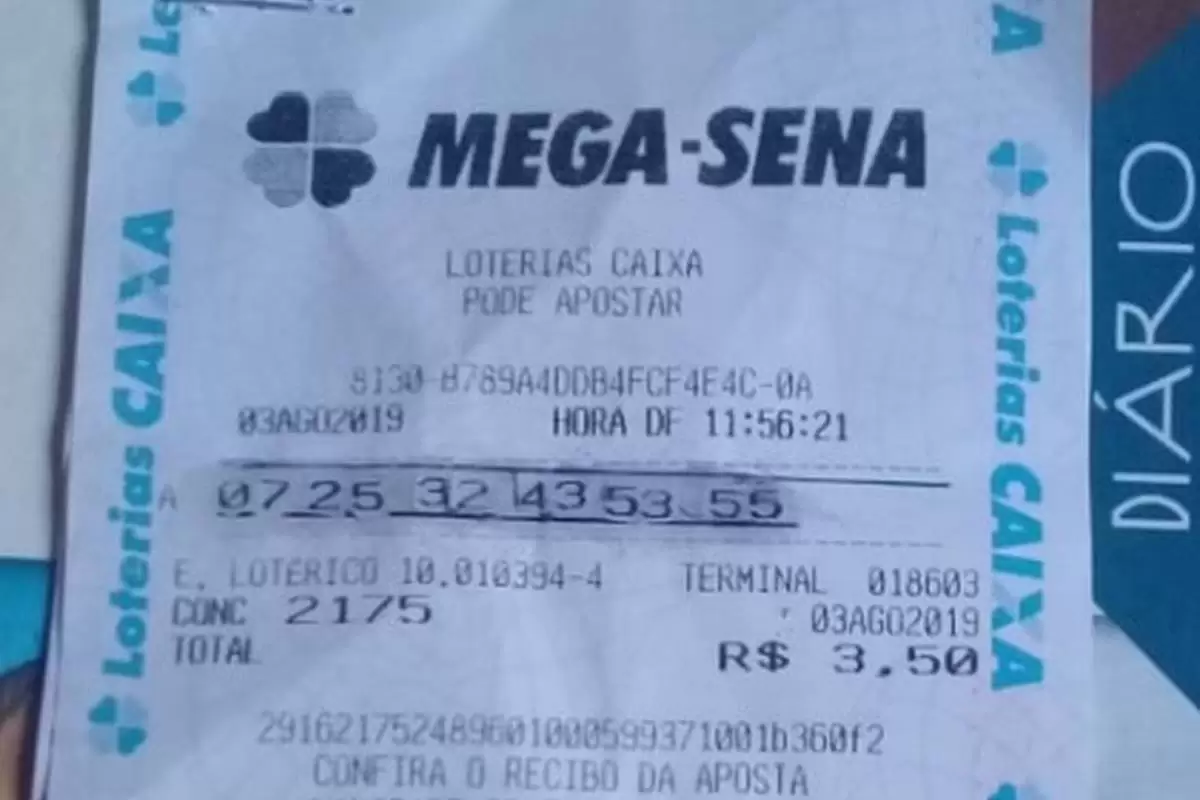 MEGA-SENA
LOTERIAS CAIXA
PODE APOSTAR
8130-B789A4DDB4FCF4E4C-0A
03AGO2019 HORA DF 11:56:21
A 07 25 32 43 53 55
E. LOTERICO 10.010394-4 TERMINAL 018603
CONC 2175 03AGO2019
TOTAL R$ 3,50
291621752489601000599371001b360f2
CONFIRA O RECIBO DA APOSTA
Loterias CAIXA
Loterias CAIXA
DIÁRIO